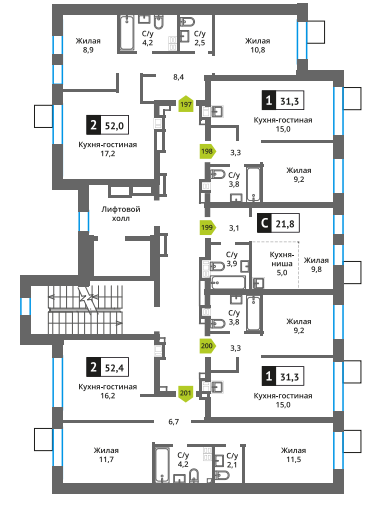 Жилая
8,9
С/у
4,2
С/у
2,5
Жилая
10,8
8,4
197
2 52,0
Кухня-гостиная
17,2
1 31,3
Кухня-гостиная
15,0
198
3,3
С/у
3,8
Жилая
9,2
Лифтовой
холл
199
3,1
С 21,8
С/у
3,9
Кухня-
ниша
5,0
Жилая
9,8
С/у
3,8
Жилая
9,2
200
3,3
2 52,4
Кухня-гостиная
16,2
1 31,3
Кухня-гостиная
15,0
201
6,7
Жилая
11,7
С/у
4,2
С/у
2,1
Жилая
11,5